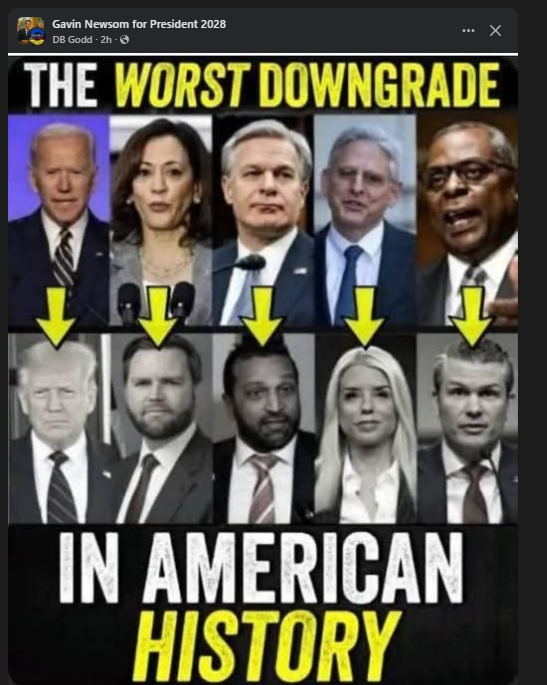 Gavin Newsom for President 2028
DB Godd · 2h ·
THE WORST DOWNGRADE
IN AMERICAN
HISTORY